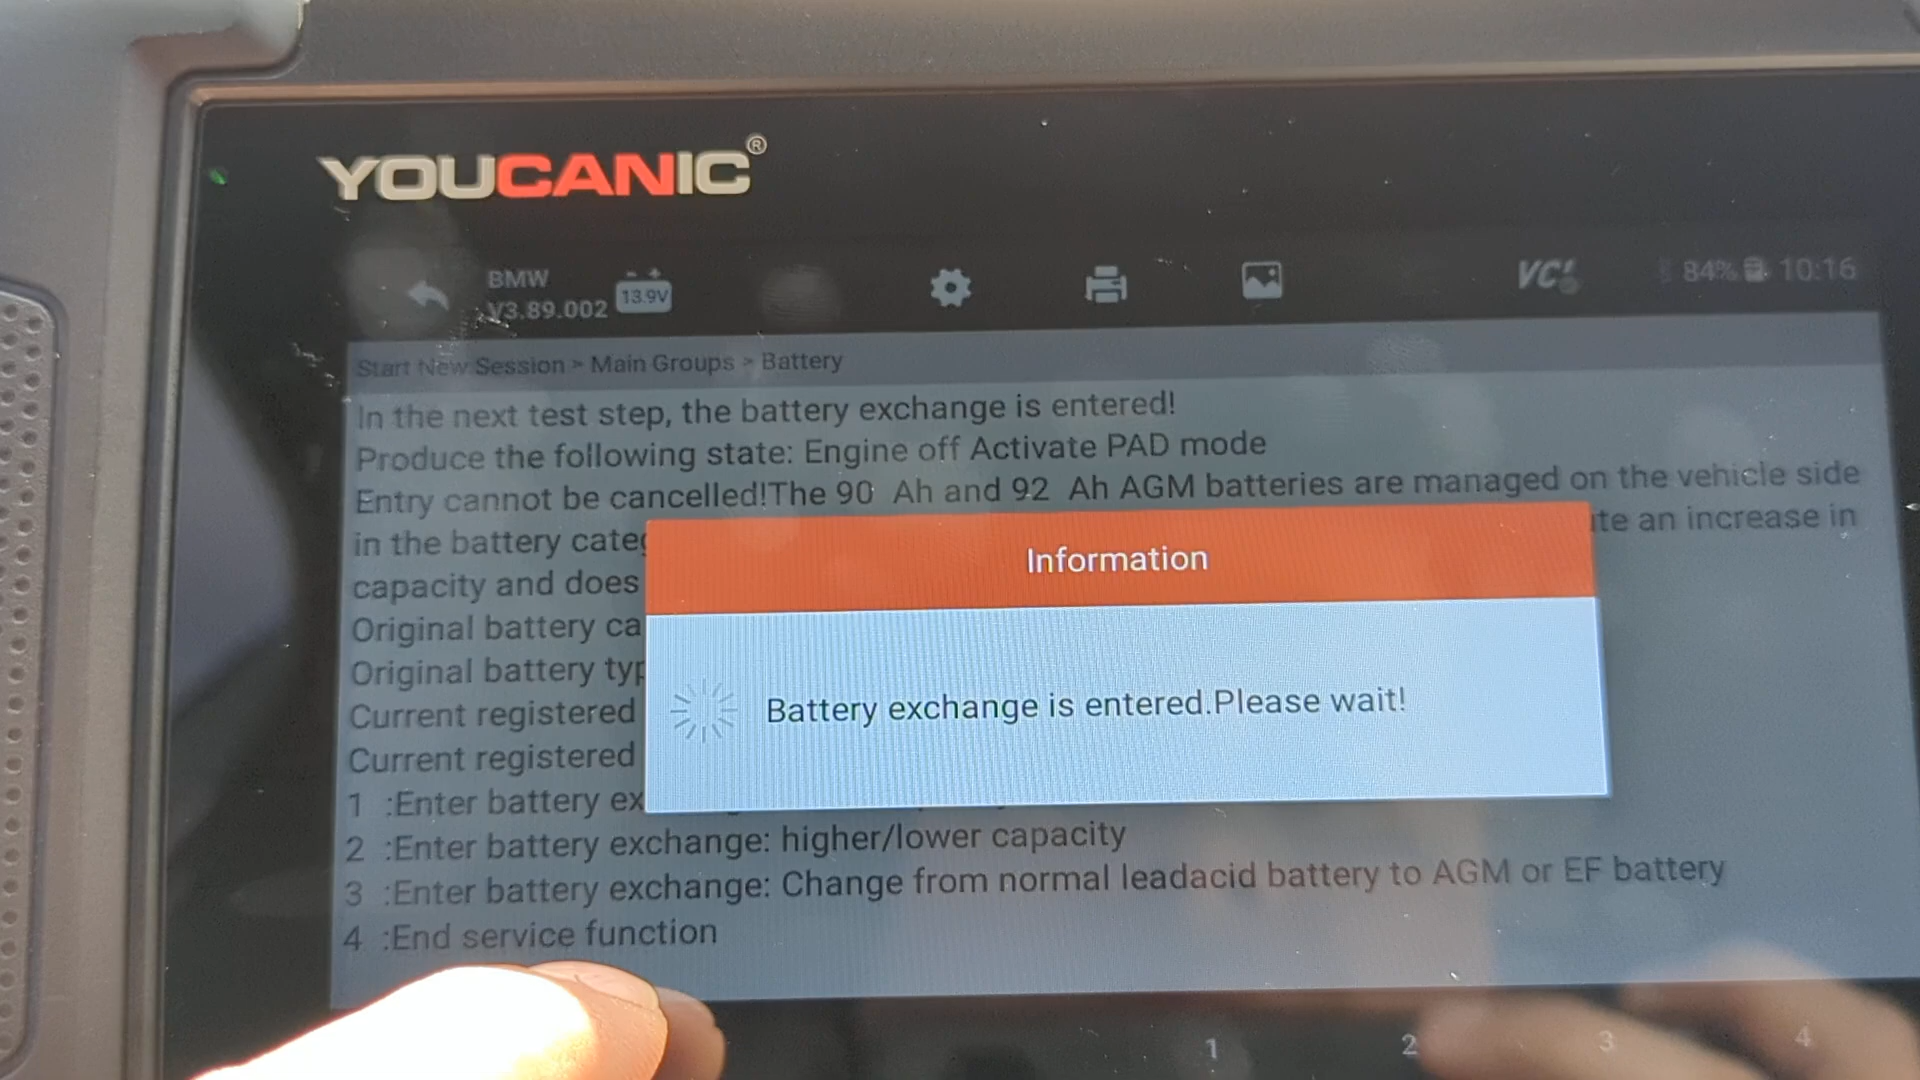 YOUCANIC®
BMW
V3.89.002
13.9V
VCI
84% 10:16
Start New Session > Main Groups > Battery
In the next test step, the battery exchange is entered!
Produce the following state: Engine off Activate PAD mode
Entry cannot be cancelled!The 90 Ah and 92 Ah AGM batteries are managed on the vehicle side
in the battery an increase in
capacity and does
Original battery
Original battery
Current registered
Current registered
Information
Battery exchange is entered.Please wait!
1 :Enter battery
2 :Enter battery exchange: higher/lower capacity
3 :Enter battery exchange: Change from normal leadacid battery to AGM or EF battery
4 :End service function
1 2 3 4